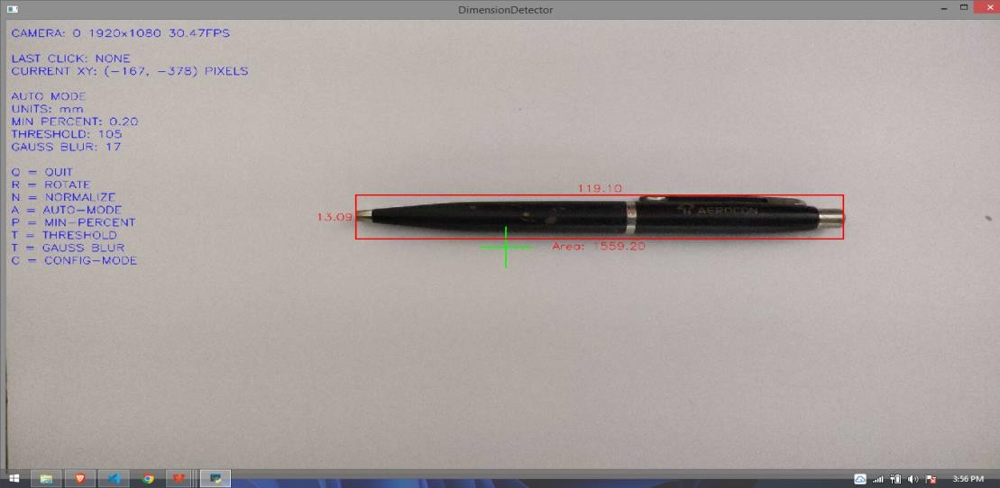 DimensionDetector
CAMERA: 0 1920x1080 30.47FPS
LAST CLICK: NONE
CURRENT XY: (-167, -378) PIXELS
AUTO MODE
UNITS: mm
MIN PERCENT: 0.20
THRESHOLD: 105
GAUSS BLUR: 17
Q = QUIT
R = ROTATE
N = NORMALIZE
A = AUTO-MODE
P = MIN-PERCENT
T = THRESHOLD
T = GAUSS BLUR
C = CONFIG-MODE
119.10
13.09
AEROCON
Area: 1559.20
3:56 PM